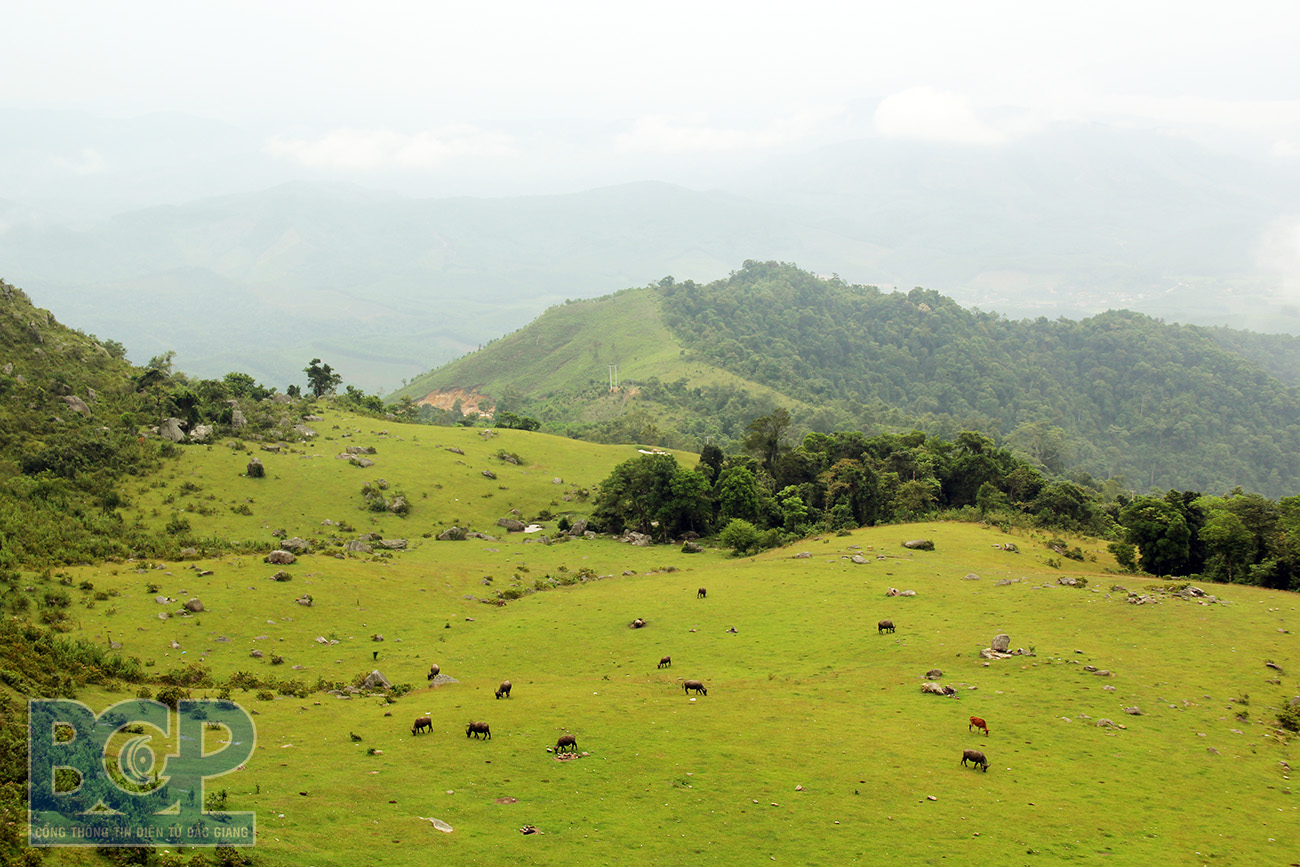 BGP
CỔNG THÔNG TIN ĐIỆN TỬ BẮC GIANG